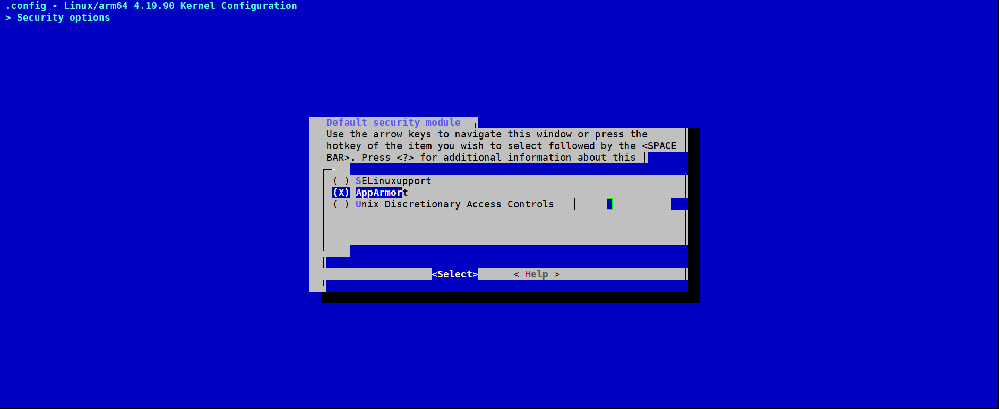 .config - Linux/arm64 4.19.90 Kernel Configuration
> Security options
Default security module
Use the arrow keys to navigate this window or press the
hotkey of the item you wish to select followed by the <SPACE
BAR>. Press <?> for additional information about this
( ) SELinuxupport
(X) AppArmort
( ) Unix Discretionary Access Controls
<Select> < Help >